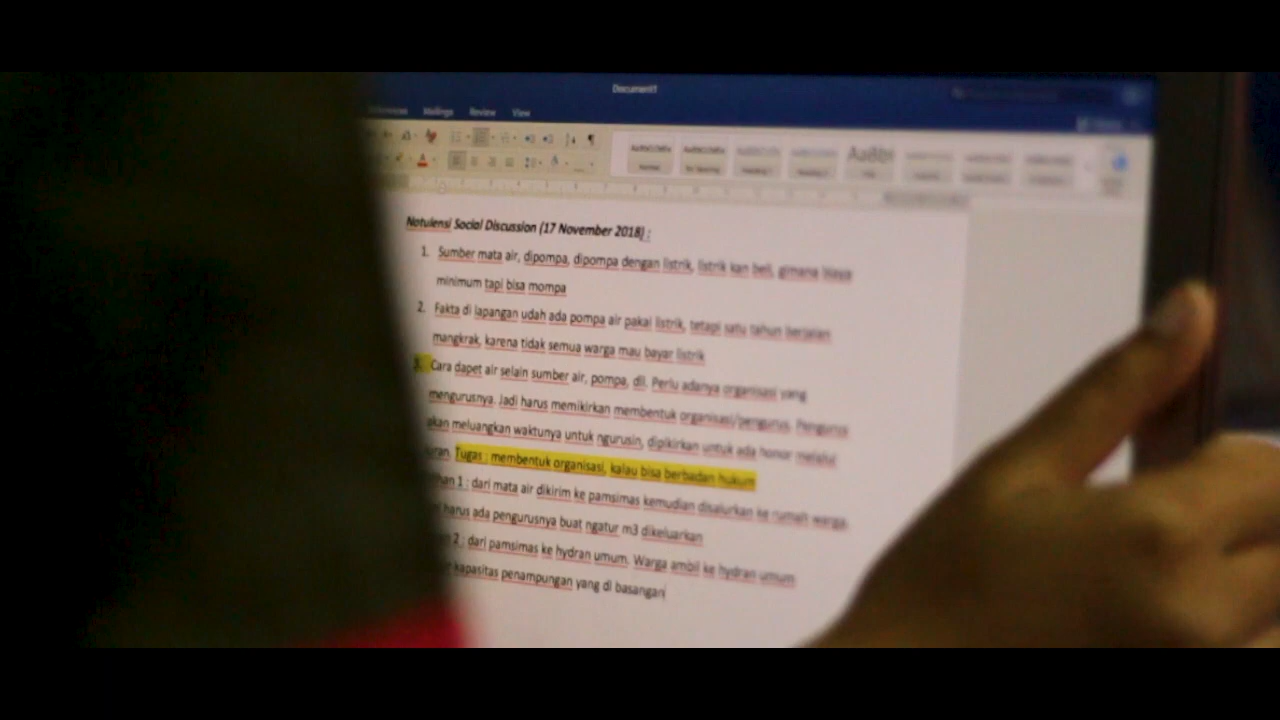 Document1
Mailings Review View
Notulensi Social Discussion (17 November 2018) :
1. Sumber mata air, dipompa, dipompa dengan listrik, listrik kan beli, gimana biaya
minimum tapi bisa mompa
2. Fakta di lapangan udah ada pompa air pakai listrik, tetapi satu tahun berjalan
mangkrak, karena tidak semua warga mau bayar listrik
3. Cara dapet air selain sumber air, pompa, dll. Perlu adanya organisasi yang
mengurusnya. Jadi harus memikirkan membentuk organisasi/pengurus. Pengurus
akan meluangkan waktunya untuk ngurusin, dipikirkan untuk ada honor melalui
Tugas : membentuk organisasi, kalau bisa berbadan hukum
1 : dari mata air dikirim ke pamsimas kemudian disalurkan ke rumah warga.
harus ada pengurusnya buat ngatur m3 dikeluarkan
2 : dari pamsimas ke hydran umum. Warga ambil ke hydran umum
kapasitas penampungan yang di basangan